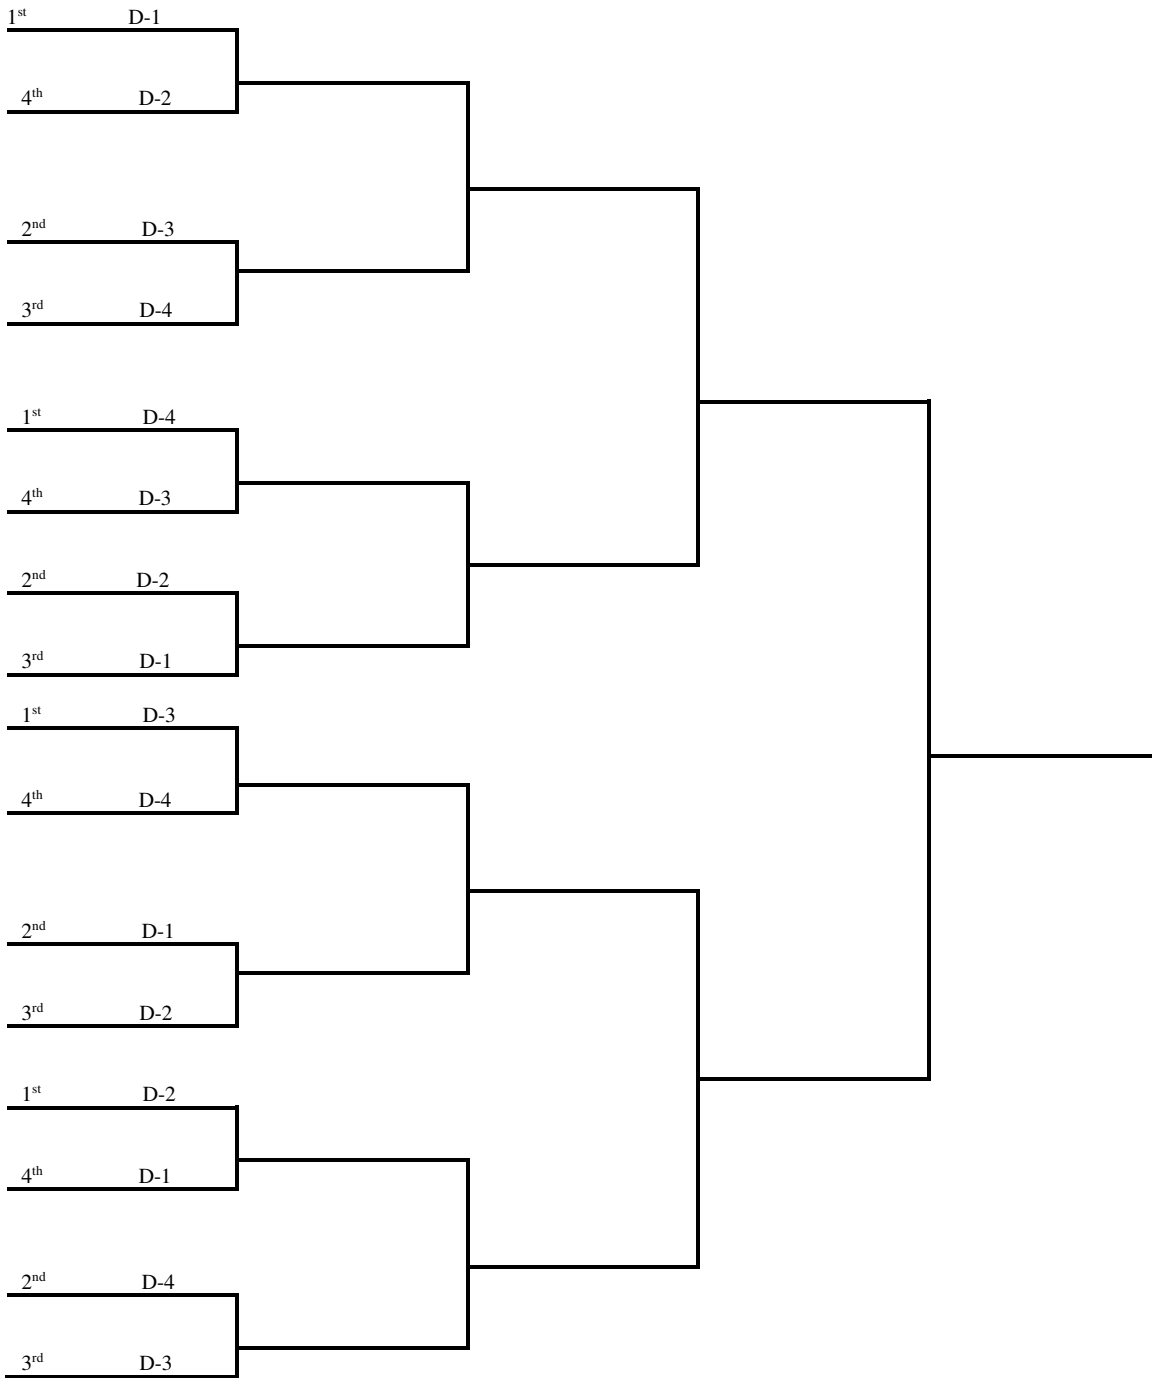 1st D-1
4th D-2
2nd D-3
3rd D-4
1st D-4
4th D-3
2nd D-2
3rd D-1
1st D-3
4th D-4
2nd D-1
3rd D-2
1st D-2
4th D-1
2nd D-4
3rd D-3